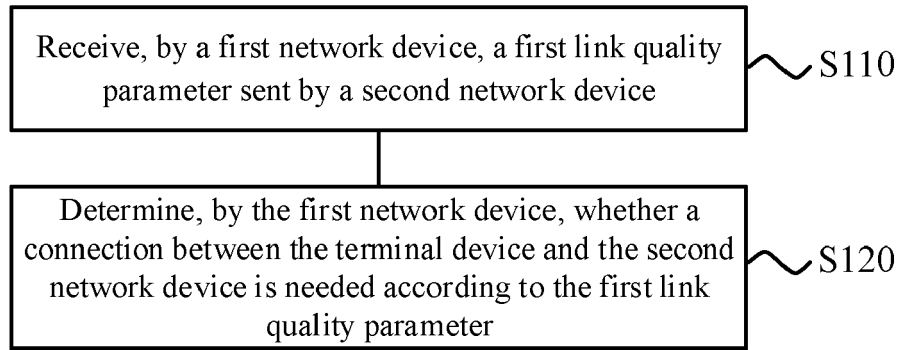 Receive, by a first network device, a first link quality
parameter sent by a second network device
S110
Determine, by the first network device, whether a
connection between the terminal device and the second
network device is needed according to the first link
quality parameter
S120